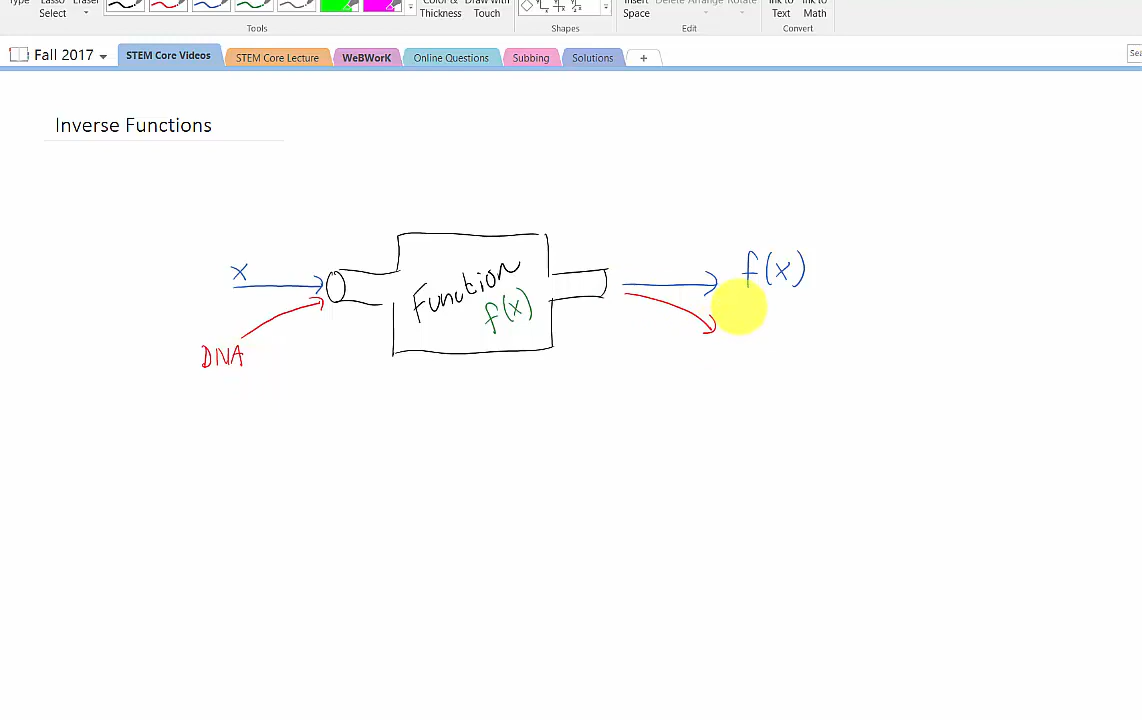 Type Lasso Select Eraser Color & Thickness Draw with Touch Insert Space Delete Arrange Rotate Ink to Text Ink to Math
Tools Shapes Edit Convert
Fall 2017 STEM Core Videos STEM Core Lecture WeBWorK Online Questions Subbing Solutions +
Inverse Functions
x
Function
f(x)
f(x)
DNA